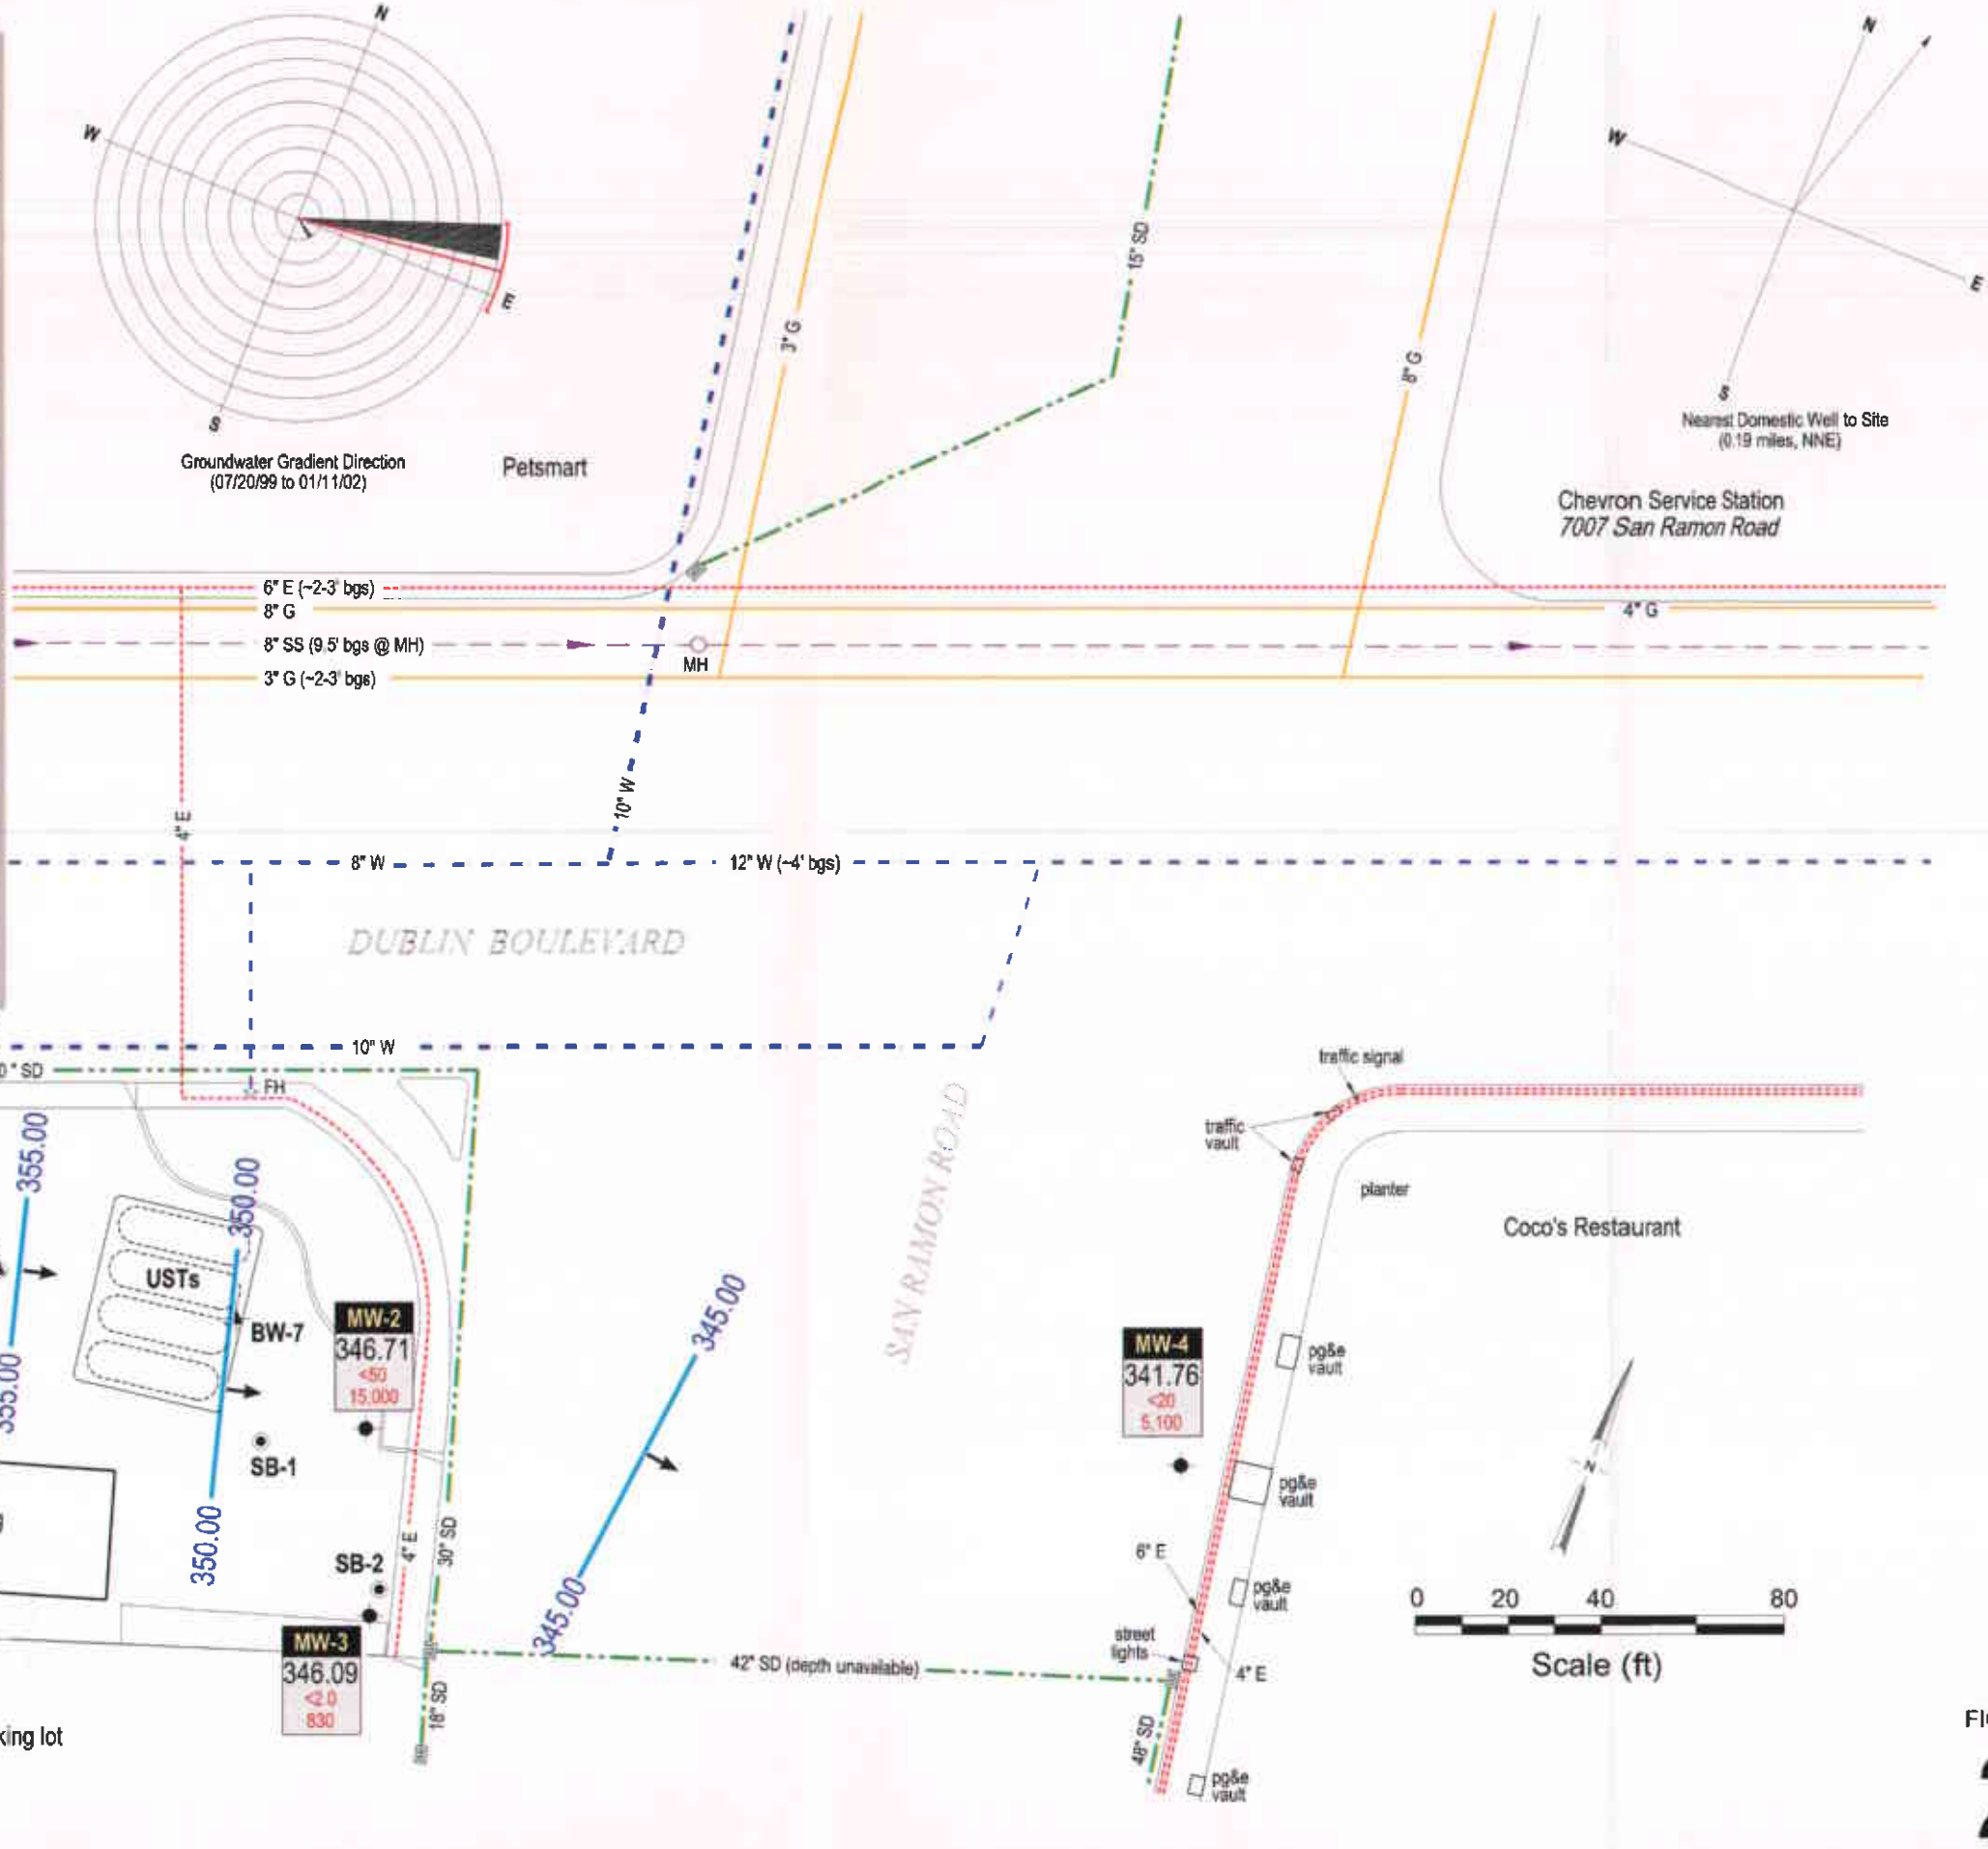 N
W
E
S
Groundwater Gradient Direction
(07/20/99 to 01/11/02)
Petsmart
3" G
15" SD
8" G
N
W
E
S
Nearest Domestic Well to Site
(0.19 miles, NNE)
Chevron Service Station
7007 San Ramon Road
6" E (~2-3' bgs)
8" G
4" G
8" SS (9.5' bgs @ MH)
MH
3" G (~2-3' bgs)
10" W
4" E
8" W
12" W (~4' bgs)
DUBLIN BOULEVARD
10" W
0" SD
FH
SAN RAMON ROAD
traffic signal
traffic
vault
planter
Coco's Restaurant
355.00
355.00
350.00
350.00
USTs
BW-7
MW-2
346.71
<50
15,000
SB-1
SB-2
4" E
30" SD
MW-3
346.09
<2.0
830
18" SD
king lot
345.00
345.00
MW-4
341.76
<20
5,100
pg&e
vault
pg&e
vault
pg&e
vault
pg&e
vault
6" E
street
lights
4" E
42" SD (depth unavailable)
48" SD
N
0 20 40 80
Scale (ft)